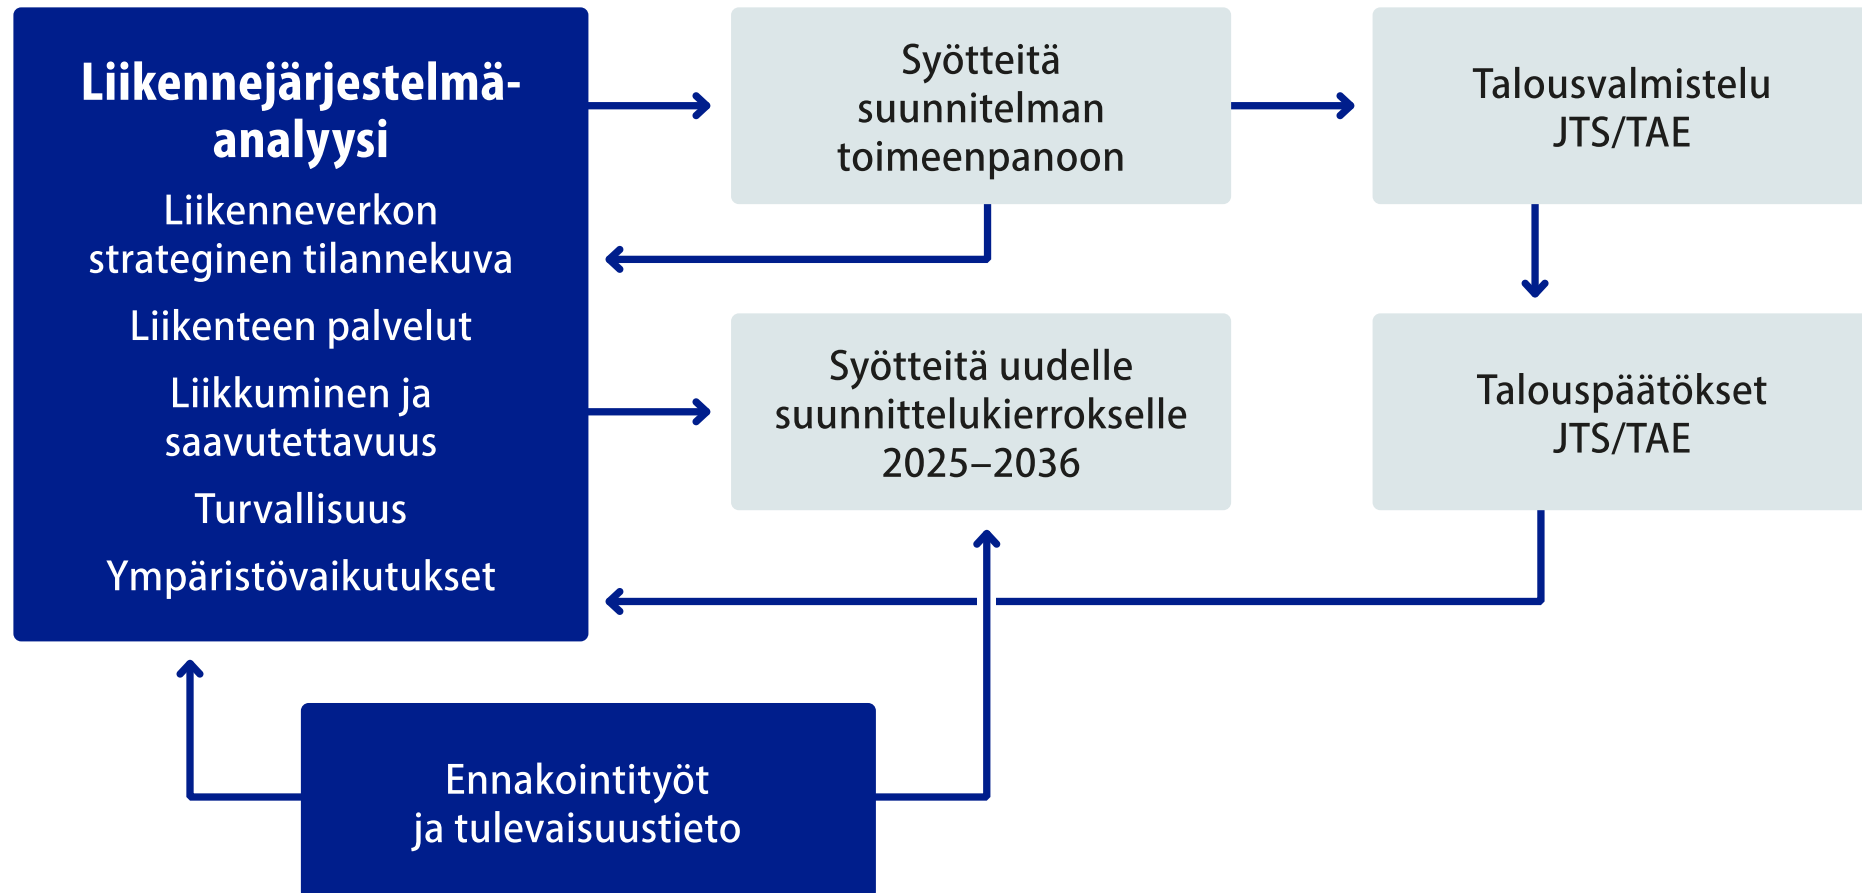 Liikennejärjestelmä-
analyysi
Liikenneverkon
strateginen tilannekuva
Liikenteen palvelut
Liikkuminen ja
saavutettavuus
Turvallisuus
Ympäristövaikutukset
Syötteitä
suunnitelman
toimeenpanoon
Talousvalmistelu
JTS/TAE
Syötteitä uudelle
suunnittelukierrokselle
2025–2036
Talouspäätökset
JTS/TAE
Ennakointityöt
ja tulevaisuustieto